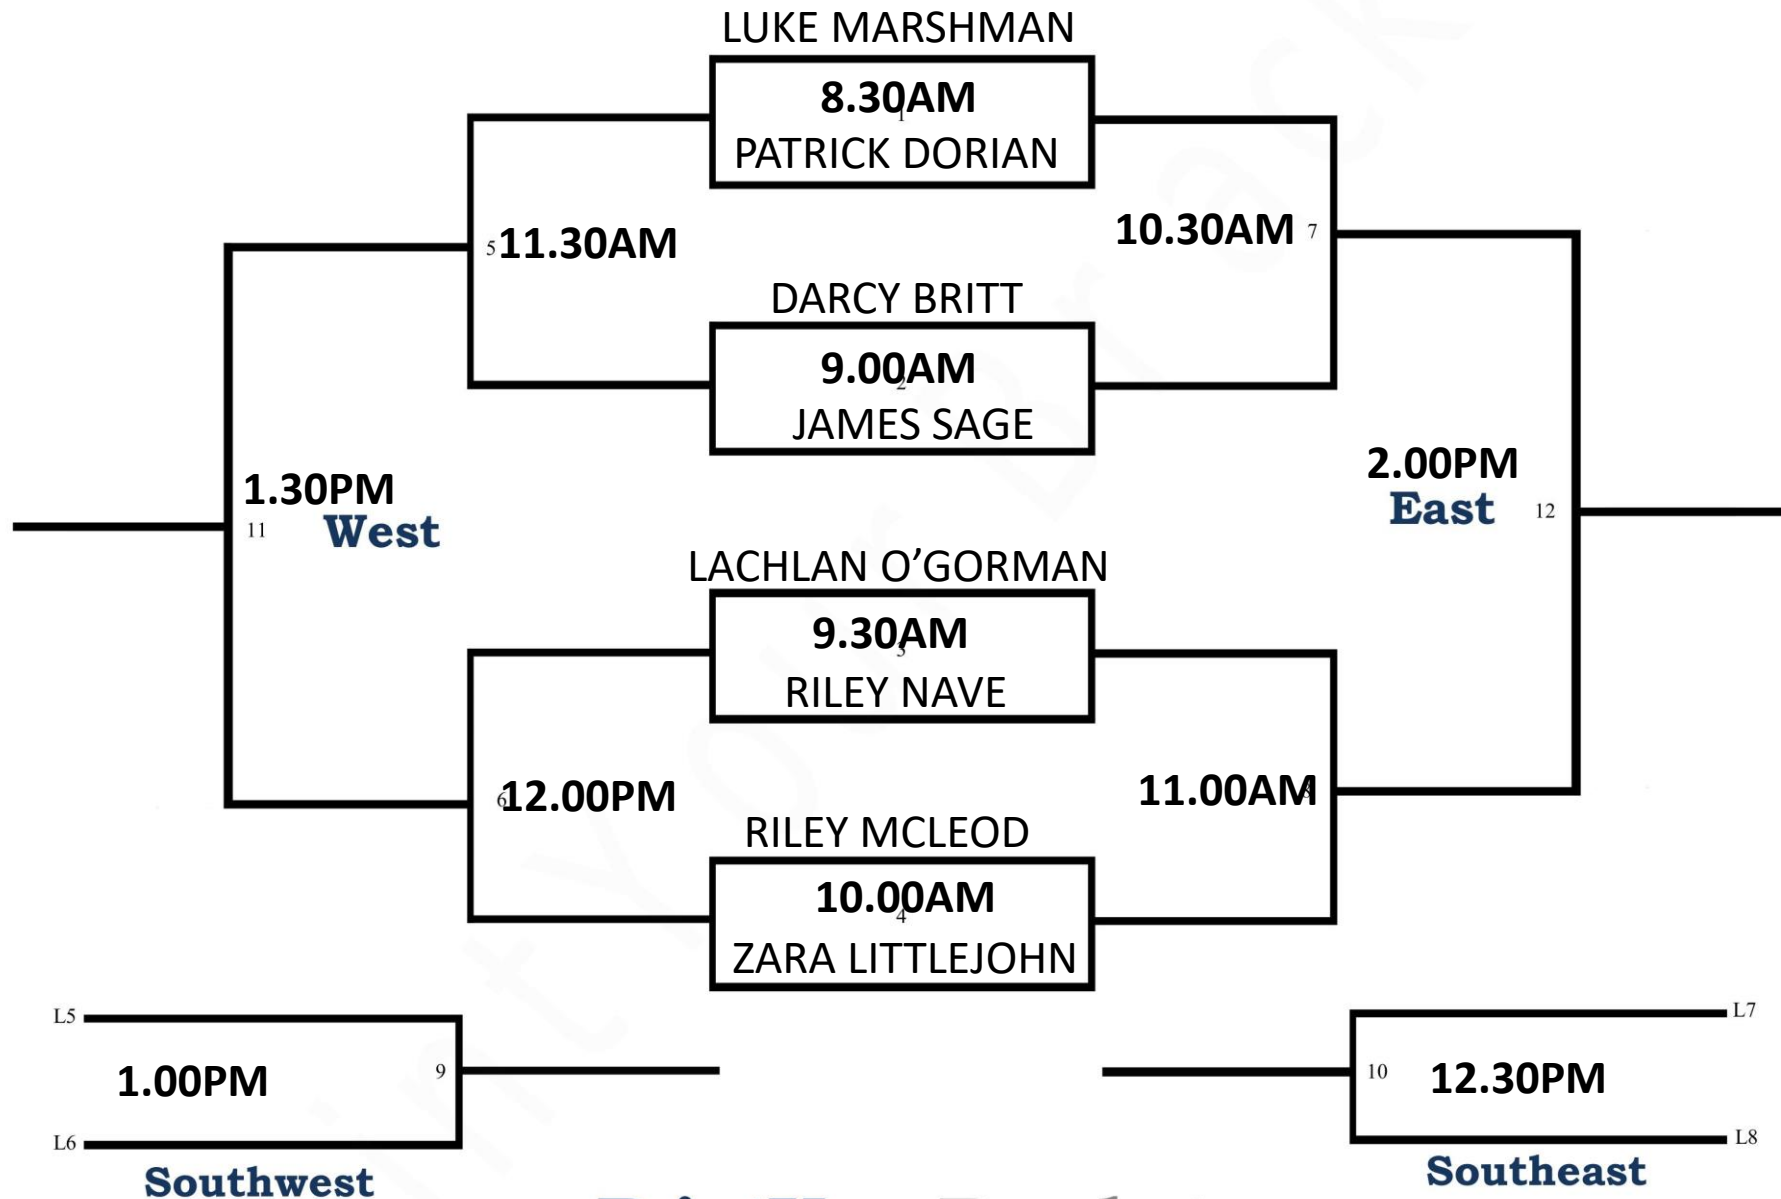 LUKE MARSHMAN
8.30AM
1
PATRICK DORIAN
5 11.30AM
10.30AM 7
DARCY BRITT
9.00AM
2
JAMES SAGE
1.30PM
11 West
2.00PM
East 12
LACHLAN O’GORMAN
9.30AM
3
RILEY NAVE
6 12.00PM
11.00AM 8
RILEY MCLEOD
10.00AM
4
ZARA LITTLEJOHN
L5
1.00PM 9
L6
Southwest
L7
10 12.30PM
L8
Southeast